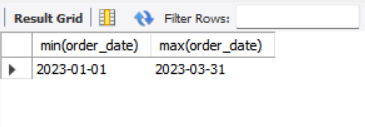 Result Grid Filter Rows:
min(order_date) max(order_date)
2023-01-01 2023-03-31